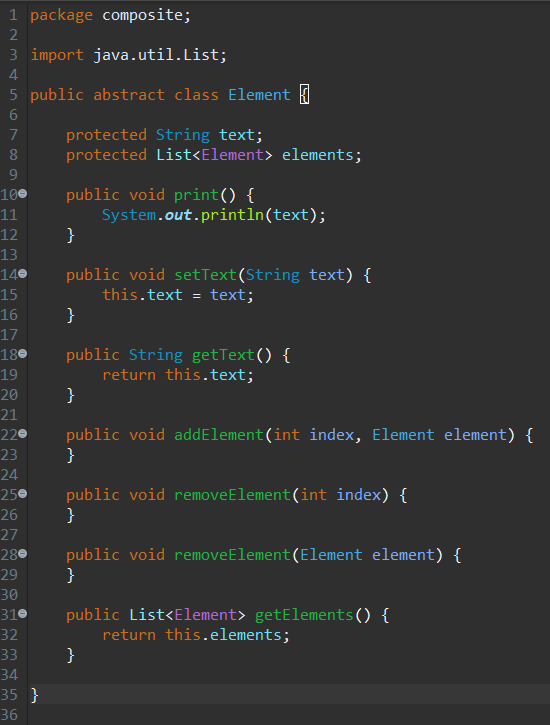 1 package composite;
2
3 import java.util.List;
4
5 public abstract class Element {
6
7     protected String text;
8     protected List<Element> elements;
9
10     public void print() {
11         System.out.println(text);
12     }
13
14     public void setText(String text) {
15         this.text = text;
16     }
17
18     public String getText() {
19         return this.text;
20     }
21
22     public void addElement(int index, Element element) {
23     }
24
25     public void removeElement(int index) {
26     }
27
28     public void removeElement(Element element) {
29     }
30
31     public List<Element> getElements() {
32         return this.elements;
33     }
34
35 }
36